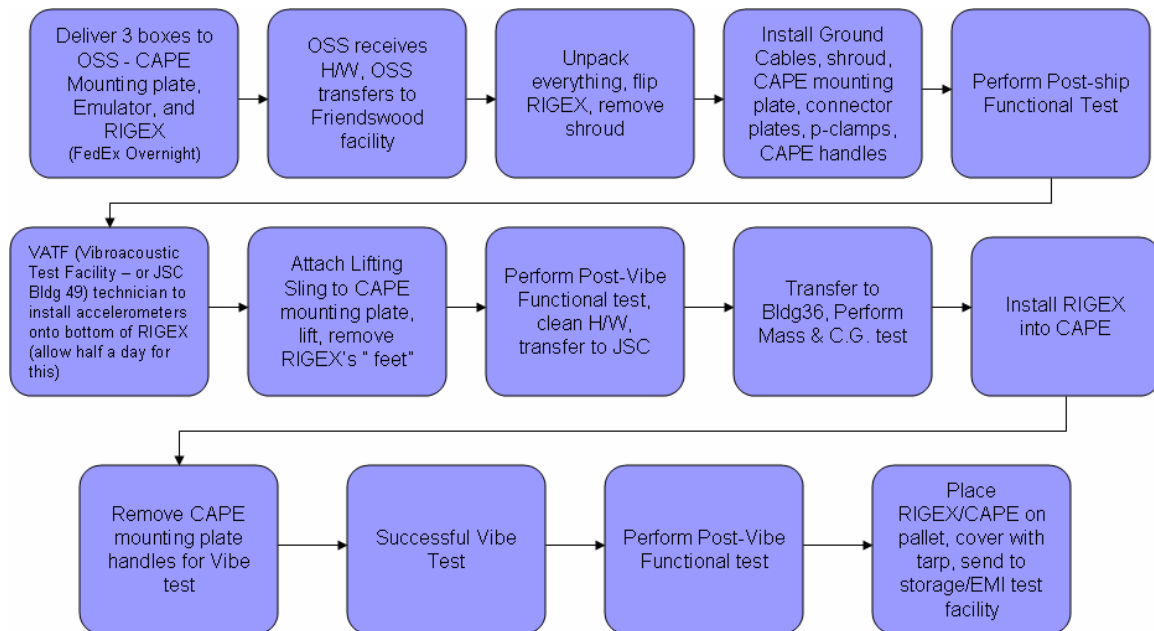 Deliver 3 boxes to
OSS - CAPE
Mounting plate,
Emulator, and
RIGEX
(FedEx Overnight)
OSS receives
H/W, OSS
transfers to
Friendswood
facility
Unpack
everything, flip
RIGEX, remove
shroud
Install Ground
Cables, shroud,
CAPE mounting
plate, connector
plates, p-clamps,
CAPE handles
Perform Post-ship
Functional Test
VATF (Vibroacoustic
Test Facility – or JSC
Bldg 49) technician to
install accelerometers
onto bottom of RIGEX
(allow half a day for
this)
Attach Lifting
Sling to CAPE
mounting plate,
lift, remove
RIGEX's " feet"
Perform Post-Vibe
Functional test,
clean H/W,
transfer to JSC
Transfer to
Bldg36, Perform
Mass & C.G. test
Install RIGEX
into CAPE
Remove CAPE
mounting plate
handles for Vibe
test
Successful Vibe
Test
Perform Post-Vibe
Functional test
Place
RIGEX/CAPE on
pallet, cover with
tarp, send to
storage/EMI test
facility